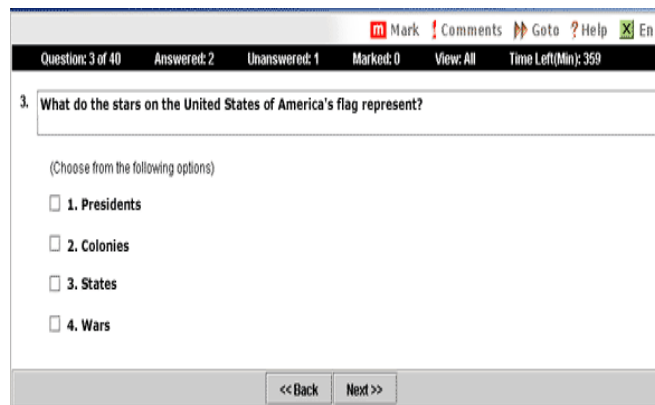 m Mark ! Comments Goto ? Help X En
Question: 3 of 40 Answered: 2 Unanswered: 1 Marked: 0 View: All Time Left(Min): 359
3. What do the stars on the United States of America's flag represent?
(Choose from the following options)
1. Presidents
2. Colonies
3. States
4. Wars
<< Back Next >>